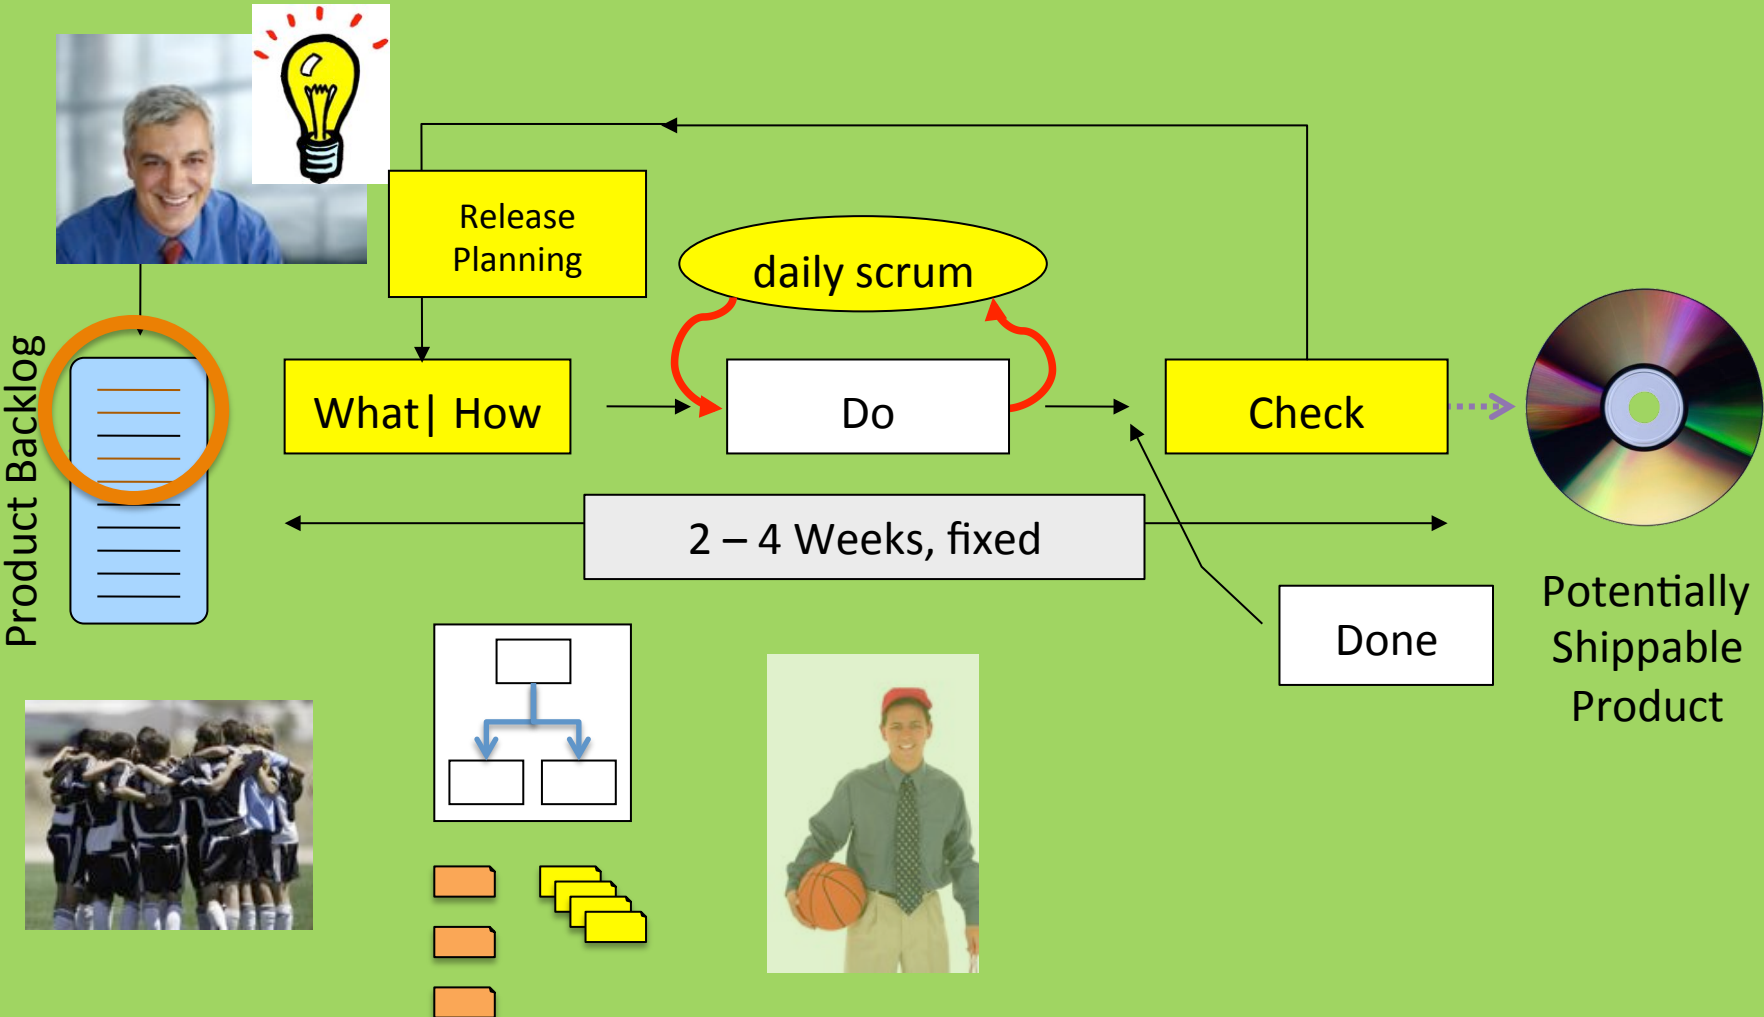 Release
Planning
daily scrum
Product Backlog
What| How
Do
Check
2 – 4 Weeks, fixed
Done
Potentially
Shippable
Product